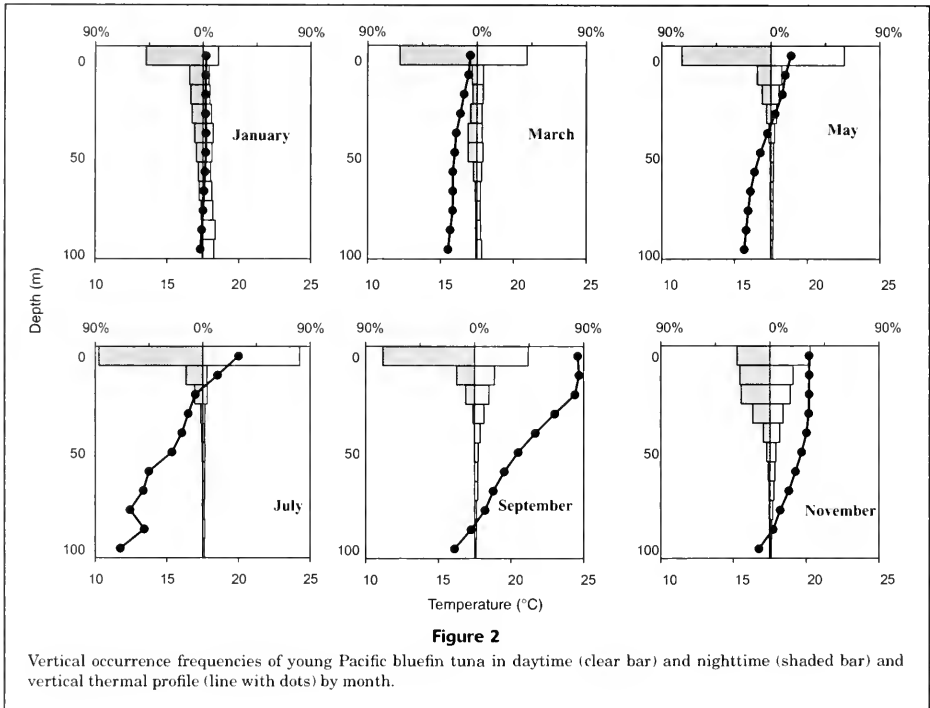 90% 0% 90% 90% 0% 90% 90% 0% 90%
0 0 0
January March May
50 50 50
100 100 100
10 15 20 25 10 15 20 25 10 15 20 25
Depth (m)
90% 0% 90% 90% 0% 90% 90% 0% 90%
0 0 0
50 50 50
July September November
100 100 100
10 15 20 25 10 15 20 25 10 15 20 25
Temperature (°C)
Figure 2
Vertical occurrence frequencies of young Pacific bluefin tuna in daytime (clear bar) and nighttime (shaded bar) and
vertical thermal profile (line with dots) by month.